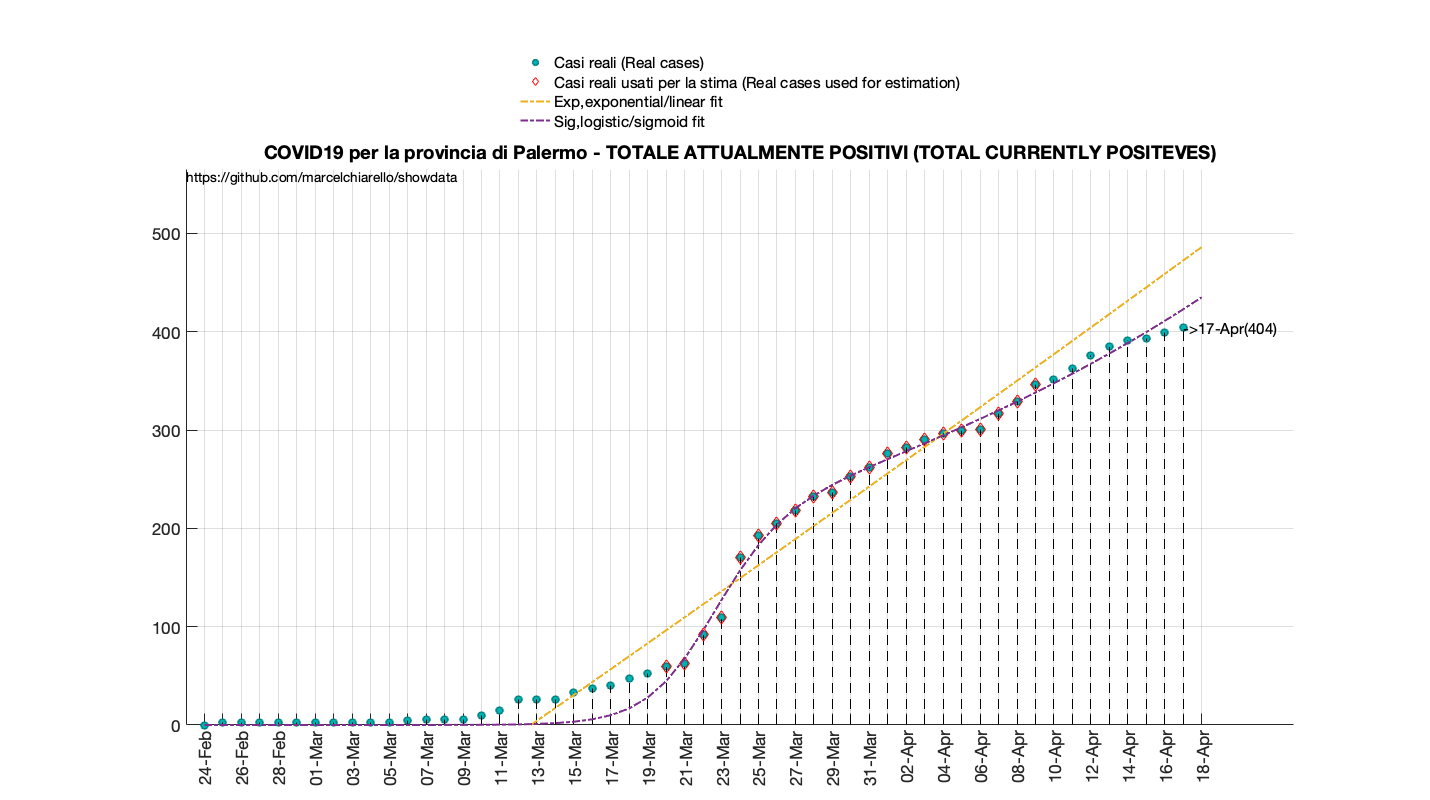 Casi reali (Real cases)
Casi reali usati per la stima (Real cases used for estimation)
Exp,exponential/linear fit
Sig,logistic/sigmoid fit
COVID19 per la provincia di Palermo - TOTALE ATTUALMENTE POSITIVI (TOTAL CURRENTLY POSITEVES)
https://github.com/marcelchiarello/showdata
500
400
300
200
100
0
->17-Apr(404)
24-Feb
26-Feb
28-Feb
01-Mar
03-Mar
05-Mar
07-Mar
09-Mar
11-Mar
13-Mar
15-Mar
17-Mar
19-Mar
21-Mar
23-Mar
25-Mar
27-Mar
29-Mar
31-Mar
02-Apr
04-Apr
06-Apr
08-Apr
10-Apr
12-Apr
14-Apr
16-Apr
18-Apr